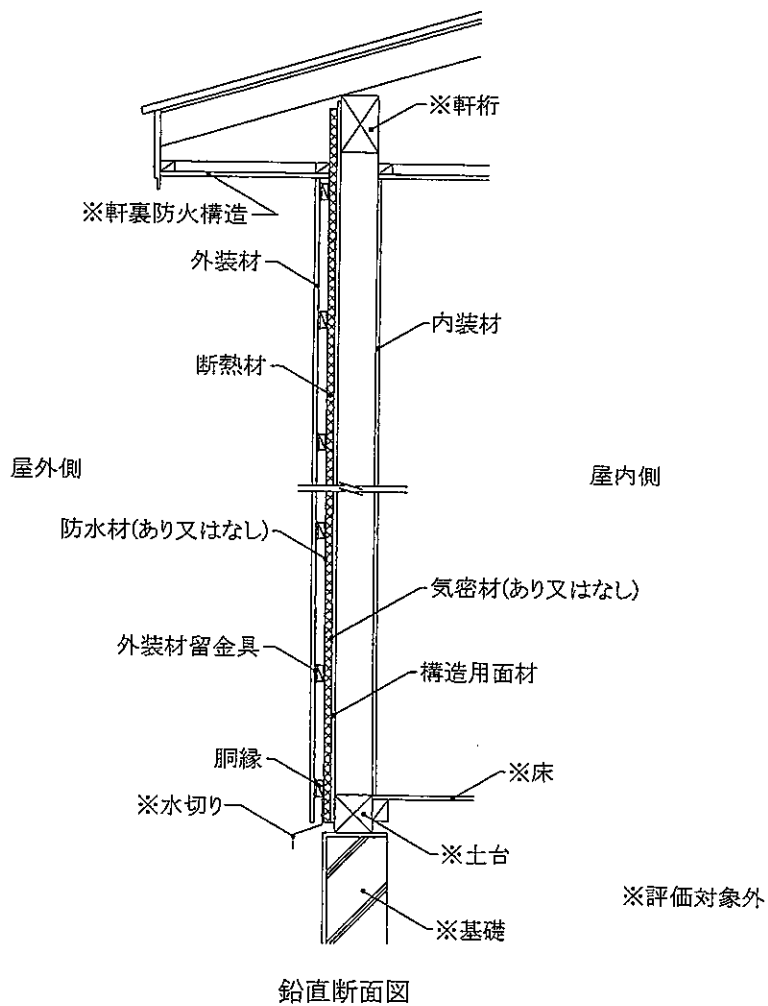 ※軒桁
※軒裏防火構造
外装材
内装材
断熱材
屋外側
屋内側
防水材(あり又はなし)
気密材(あり又はなし)
外装材留金具
構造用面材
胴縁
※床
※水切り
※土台
※評価対象外
※基礎
鉛直断面図